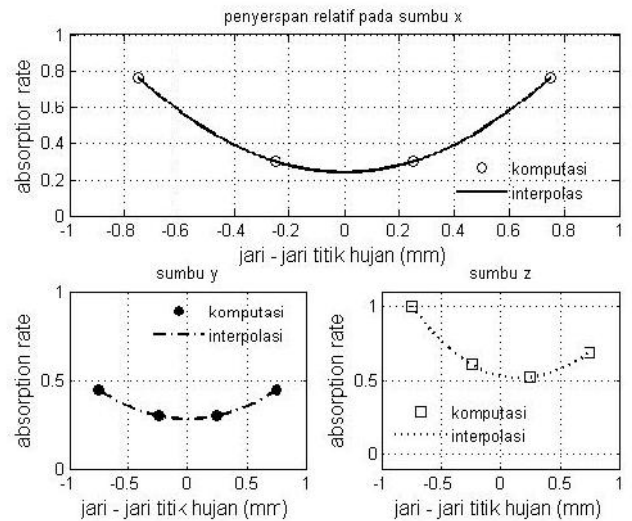 penyerapan relatif pada sumbu x
1
0.8
0.6
0.4
0.2
0
absorption rate
komputasi
interpolas
-1 -0.8 -0.6 -0.4 -0.2 0 0.2 0.4 0.6 0.8 1
jari - jari titik hujan (mm)
sumbu y
1
0.5
0
absorption rate
komputasi
interpolasi
-1 -0.5 0 0.5 1
jari - jari titik hujan (mm)
sumbu z
1
0.5
0
absorption rate
komputasi
interpolasi
-1 -0.5 0 0.5 1
jari - jari titik hujan (mm)